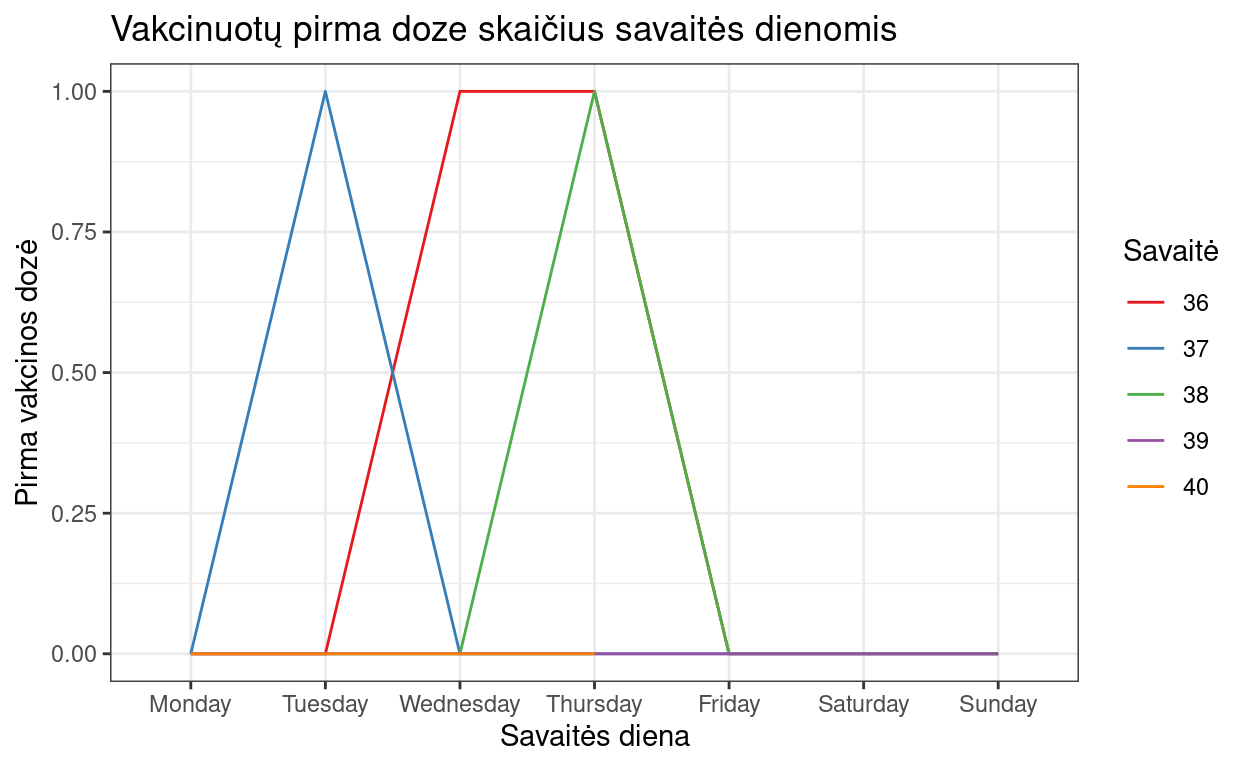 Vakcinuotų pirma doze skaičius savaitės dienomis
Pirma vakcinos dozė
1.00
0.75
0.50
0.25
0.00
Monday Tuesday Wednesday Thursday Friday Saturday Sunday
Savaitės diena
Savaitė
36
37
38
39
40